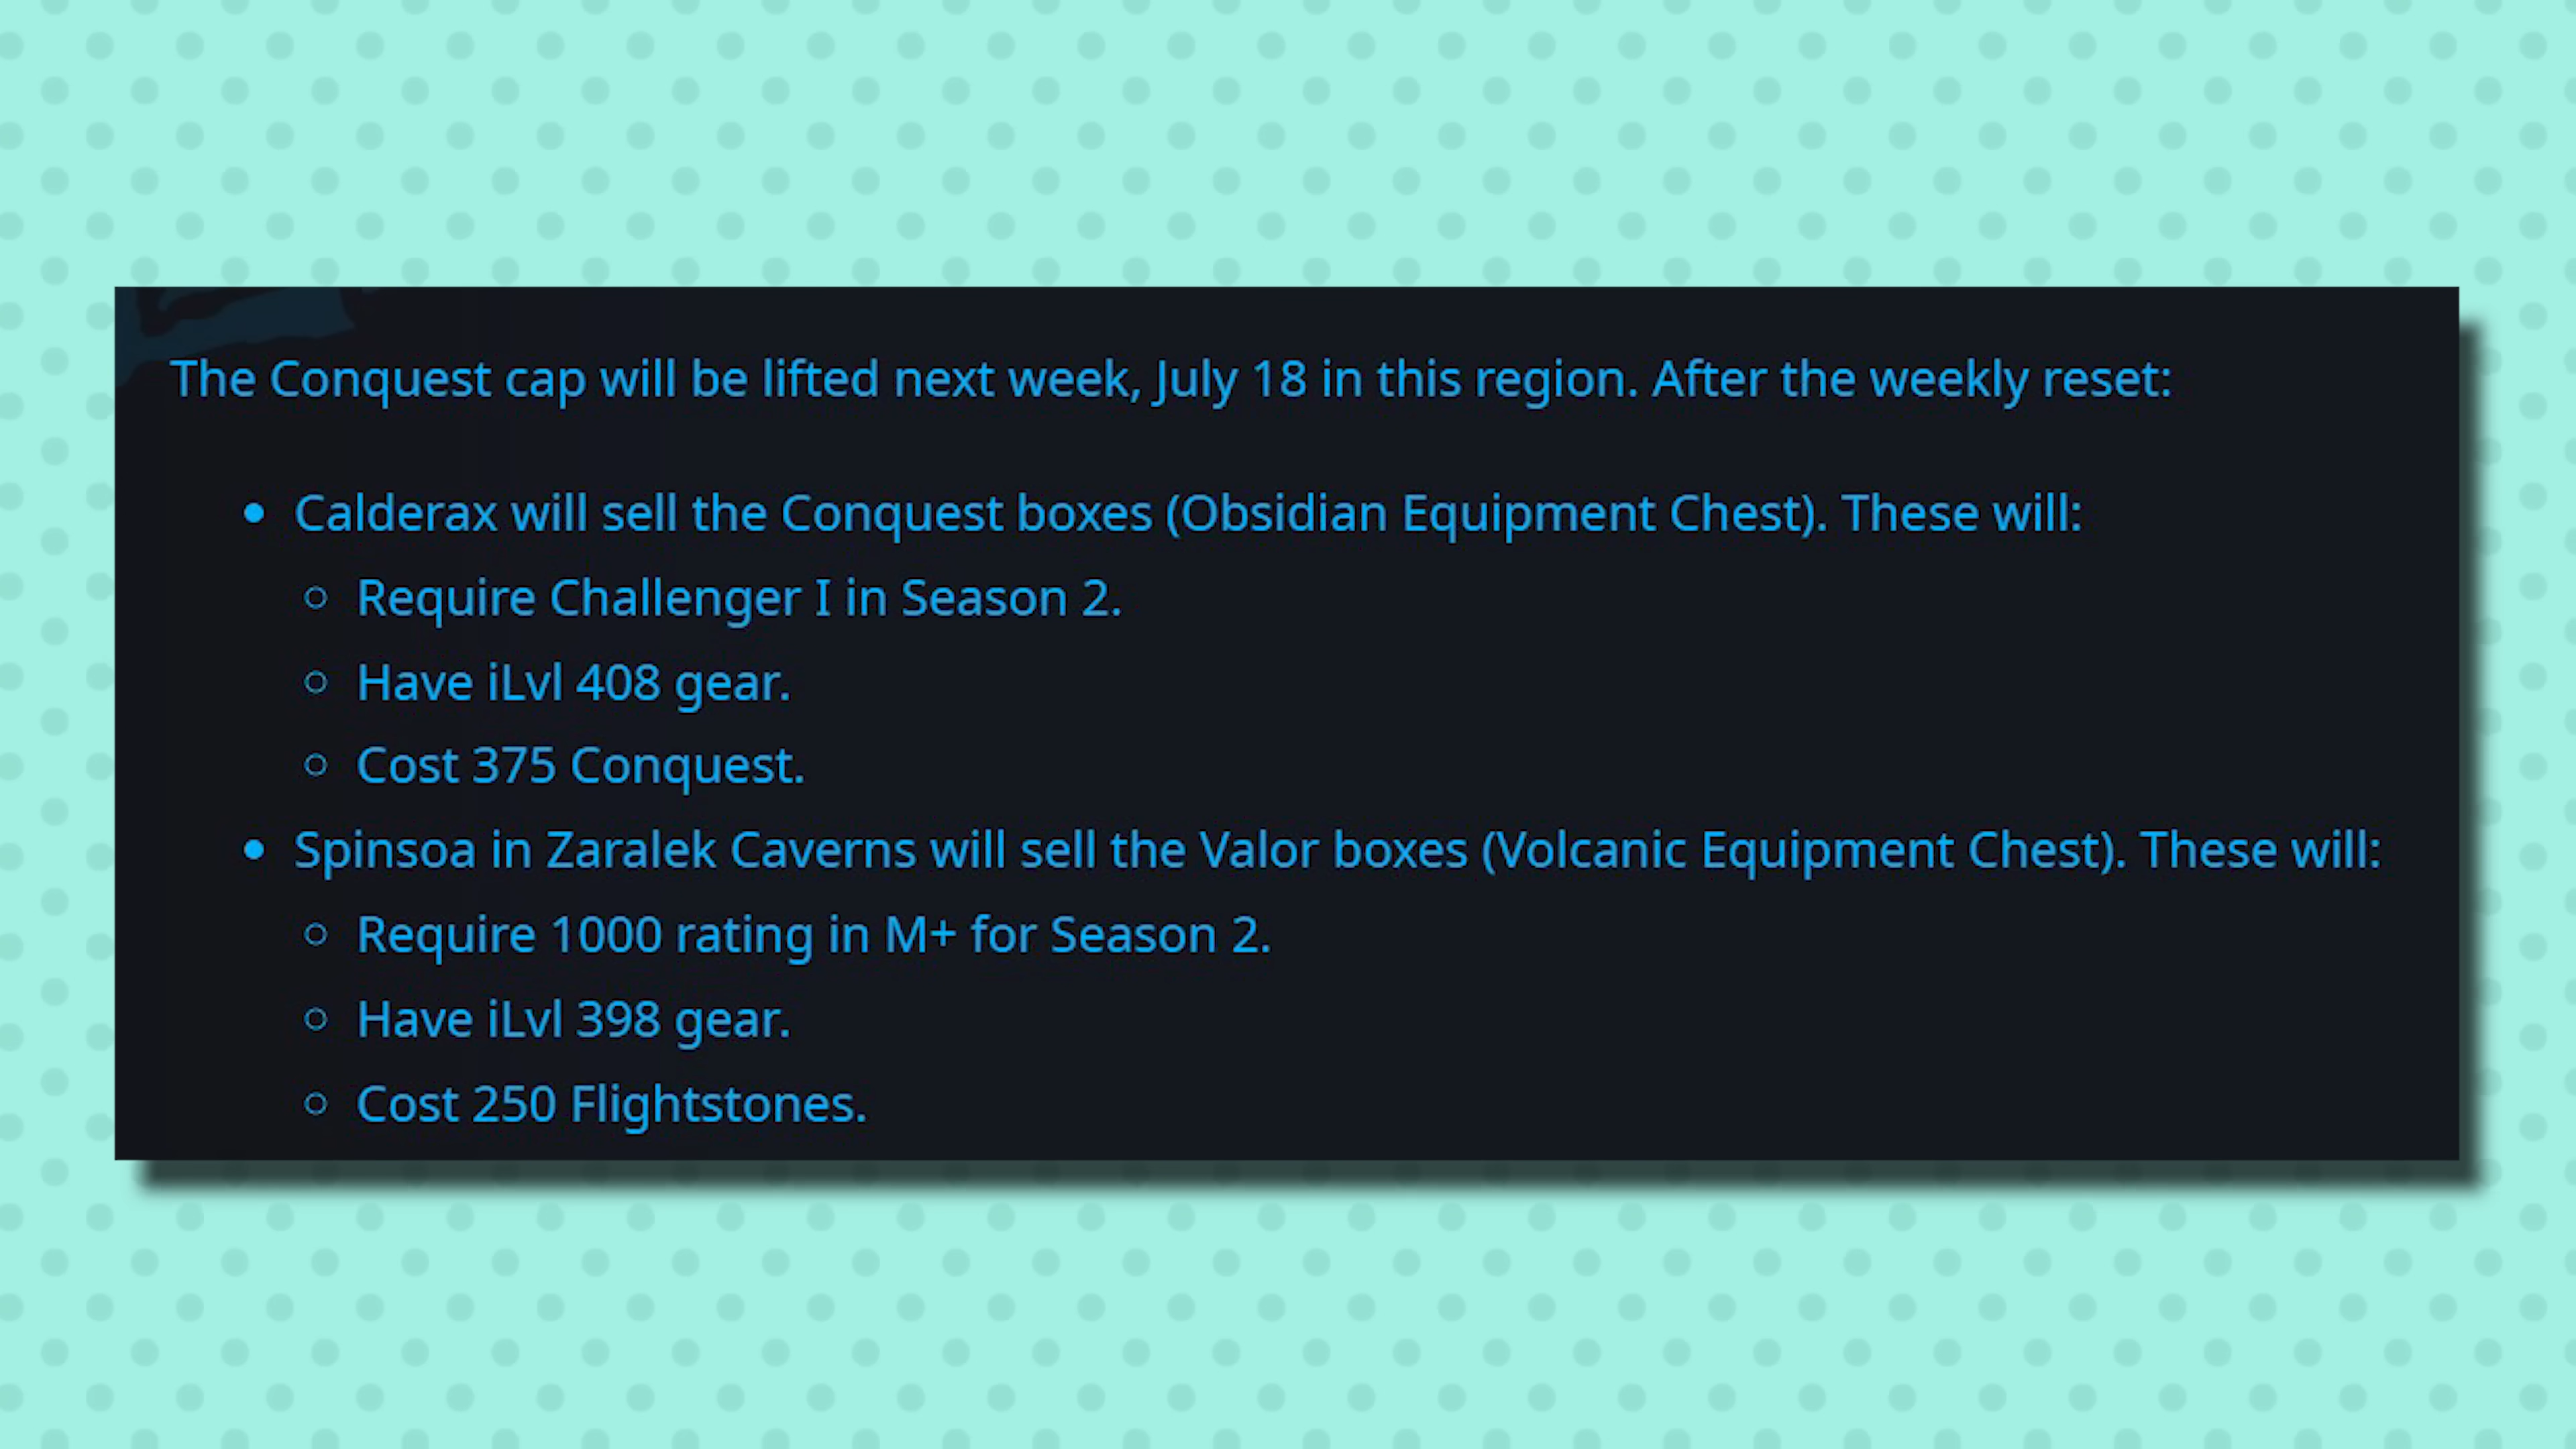 The Conquest cap will be lifted next week, July 18 in this region. After the weekly reset:
• Calderax will sell the Conquest boxes (Obsidian Equipment Chest). These will:
○ Require Challenger I in Season 2.
○ Have iLvl 408 gear.
○ Cost 375 Conquest.
• Spinsoa in Zaralek Caverns will sell the Valor boxes (Volcanic Equipment Chest). These will:
○ Require 1000 rating in M+ for Season 2.
○ Have iLvl 398 gear.
○ Cost 250 Flightstones.